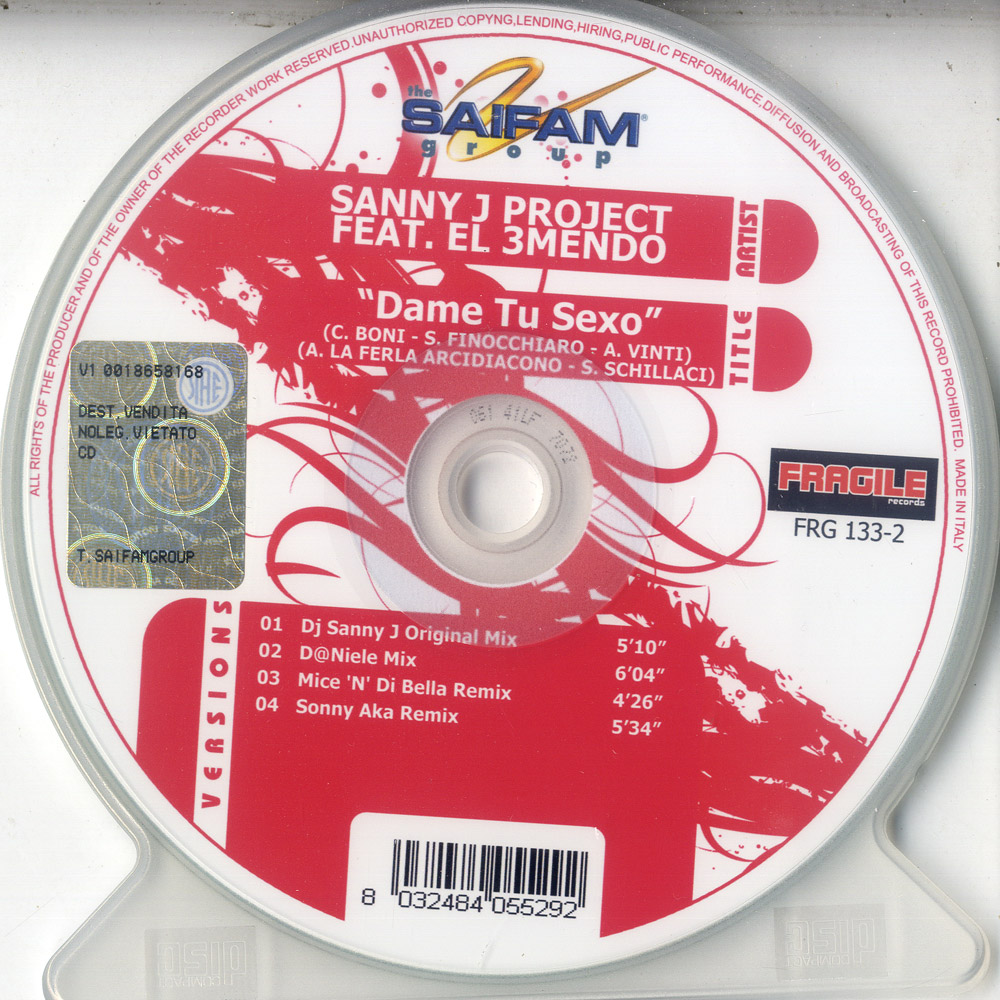 ALL RIGHTS OF THE PRODUCER AND OF THE OWNER OF THE RECORDER WORK RESERVED.UNAUTHORIZED COPYNG,LENDING,HIRING,PUBLIC PERFORMANCE,DIFFUSION AND BROADCASTING OF THIS RECORD PROHIBITED. MADE IN ITALY
the
SAIFAM®
group
SANNY J PROJECT
FEAT. EL 3MENDO
ARTIST
"Dame Tu Sexo"
(C. BONI - S. FINOCCHIARO - A. VINTI)
(A. LA FERLA ARCIDIACONO - S. SCHILLACI)
TITLE
V1 0018658168
SIAE
DEST.VENDITA
NOLEG.VIETATO
CD
T.SAIFAMGROUP
FRAGILE
records
FRG 133-2
VERSIONS
01 Dj Sanny J Original Mix 5'10"
02 D@Niele Mix 6'04"
03 Mice 'N' Di Bella Remix 4'26"
04 Sonny Aka Remix 5'34"
8 032484 055292